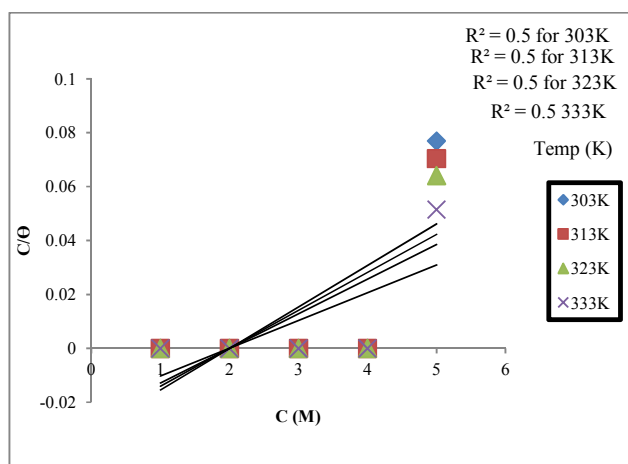 R² = 0.5 for 303K
R² = 0.5 for 313K
R² = 0.5 for 323K
R² = 0.5 333K
Temp (K)
303K
313K
323K
333K
C/Θ
0.1
0.08
0.06
0.04
0.02
0
-0.02
0 1 2 3 4 5 6
C (M)